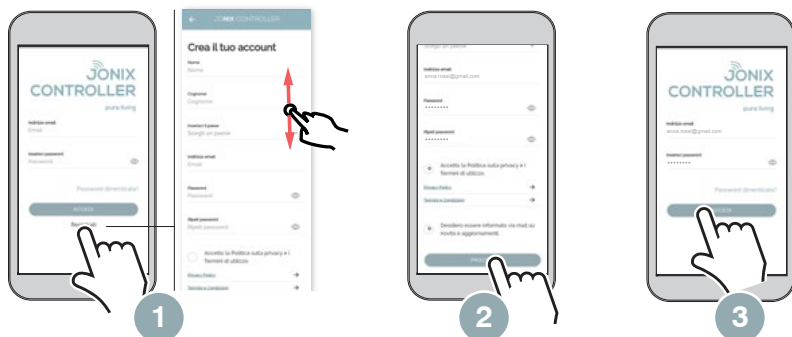 JONIX
CONTROLLER
pure living
Indirizzo email
Email
Inserisci password
Password
Password dimenticata?
ACCEDI
1
JONIX CONTROLLER
Crea il tuo account
Nome
Nome
Cognome
Cognome
Inserisci il paese
Scegli un paese
Indirizzo email
Email
Password
Password
Ripeti password
Ripeti password
Accetto la Politica sulla privacy e i
Termini di utilizzo.
Privacy Policy
Termini e Condizioni
Scegli un paese
Indirizzo email
anna.rossi@gmail.com
Password
Ripeti password
Accetto la Politica sulla privacy e i
Termini di utilizzo.
Privacy Policy
Termini e Condizioni
Desidero essere informato via mail su
novità e aggiornamenti.
2
JONIX
CONTROLLER
pure living
Indirizzo email
anna.rossi@gmail.com
Inserisci password
Password dimenticata?
3